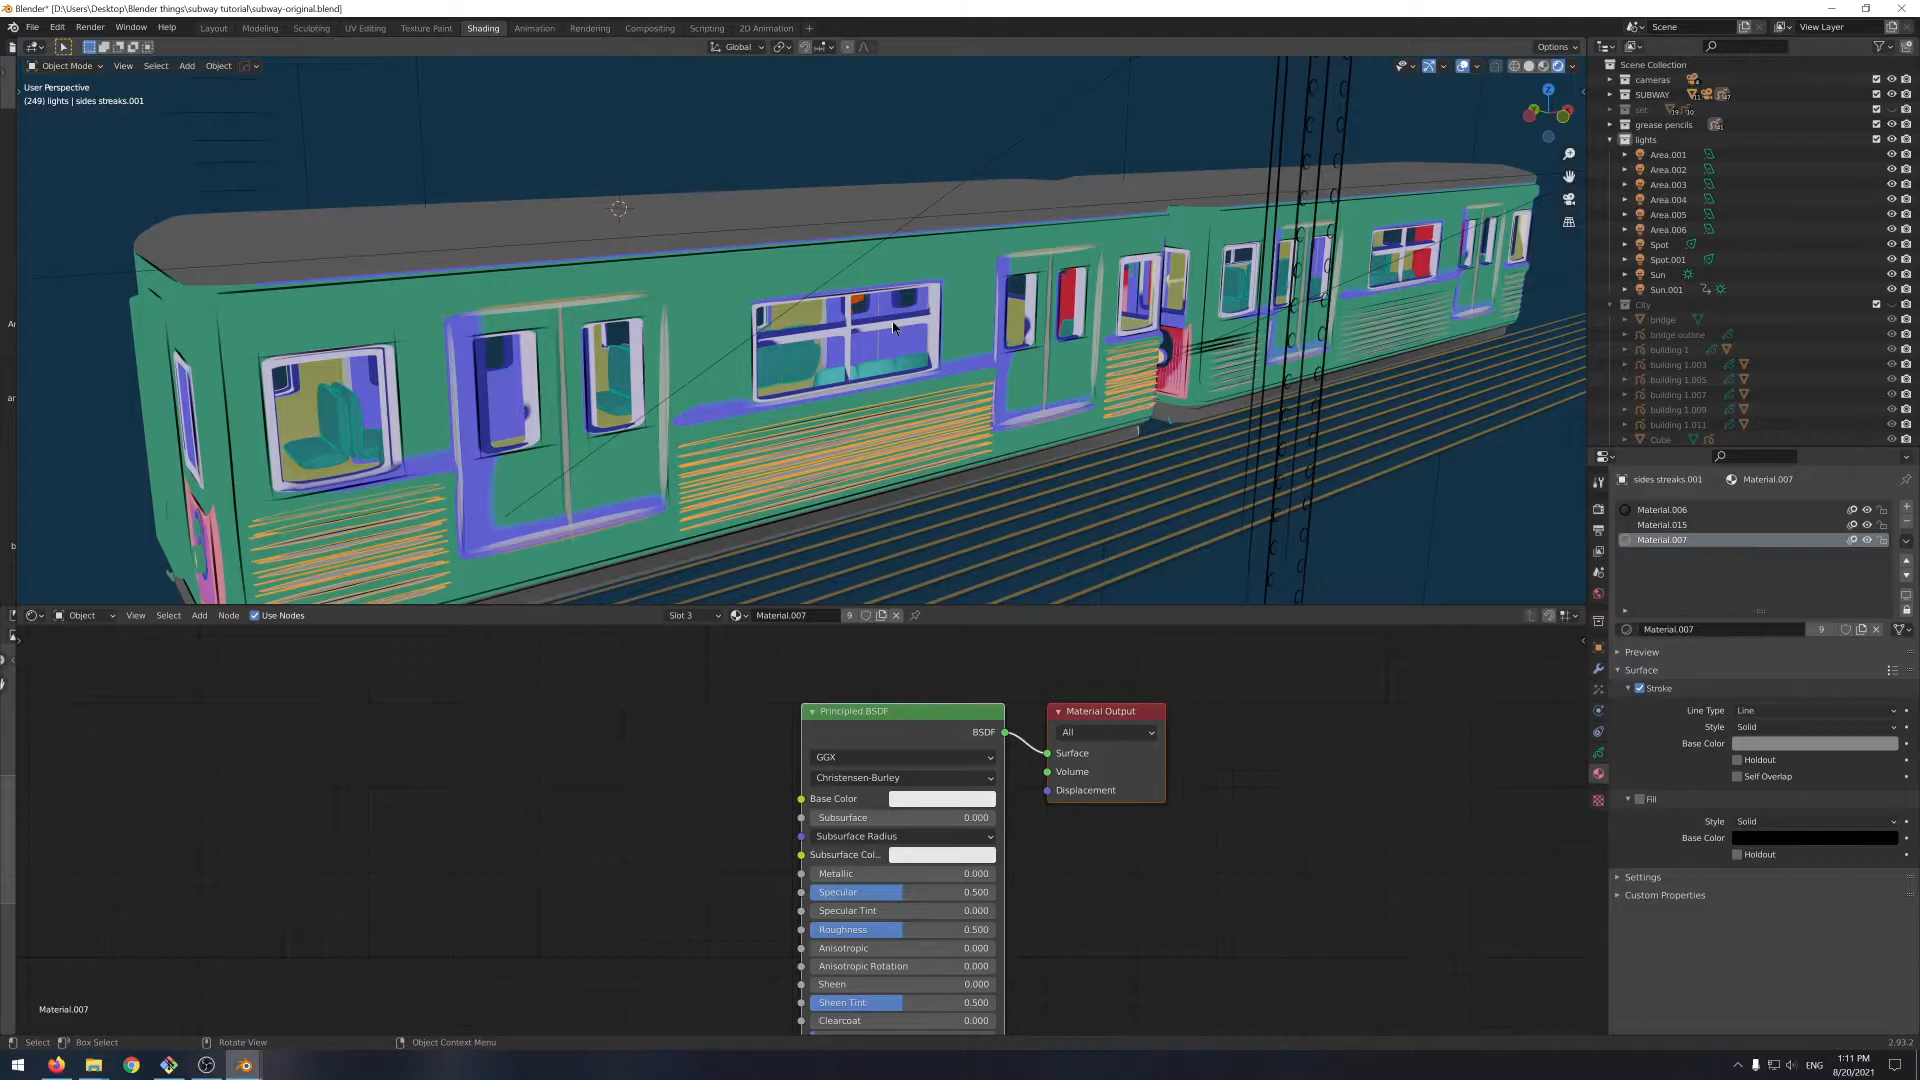 Blender* [D:\Users\Desktop\Blender things\subway tutorial\subway-original.blend]
File Edit Render Window Help Layout Modeling Sculpting UV Editing Texture Paint Shading Animation Rendering Compositing Scripting 2D Animation + Scene View Layer
Global Options
Object Mode View Select Add Object
User Perspective
(249) lights | sides streaks.001
Z
Scene Collection
cameras 4
SUBWAY 11 47
set 19 10
grease pencils 41
lights
Area.001
Area.002
Area.003
Area.004
Area.005
Area.006
Spot
Spot.001
Sun
Sun.001
City
bridge
bridge outline
building 1
building 1.003
building 1.005
building 1.007
building 1.009
building 1.011
Cube
sides streaks.001 Material.007
Material.006
Material.015
Material.007
Material.007 9
Preview
Surface
Stroke
Line Type Line
Style Solid
Base Color
Holdout
Self Overlap
Fill
Style Solid
Base Color
Holdout
Settings
Custom Properties
Object View Select Add Node Use Nodes Slot 3 Material.007 9
Principled BSDF
BSDF
GGX
Christensen-Burley
Base Color
Subsurface 0.000
Subsurface Radius
Subsurface Col...
Metallic 0.000
Specular 0.500
Specular Tint 0.000
Roughness 0.500
Anisotropic 0.000
Anisotropic Rotation 0.000
Sheen 0.000
Sheen Tint 0.500
Clearcoat 0.000
Material Output
All
Surface
Volume
Displacement
Material.007
Select Box Select Rotate View Object Context Menu 2.93.2
ENG 1:11 PM
8/20/2021